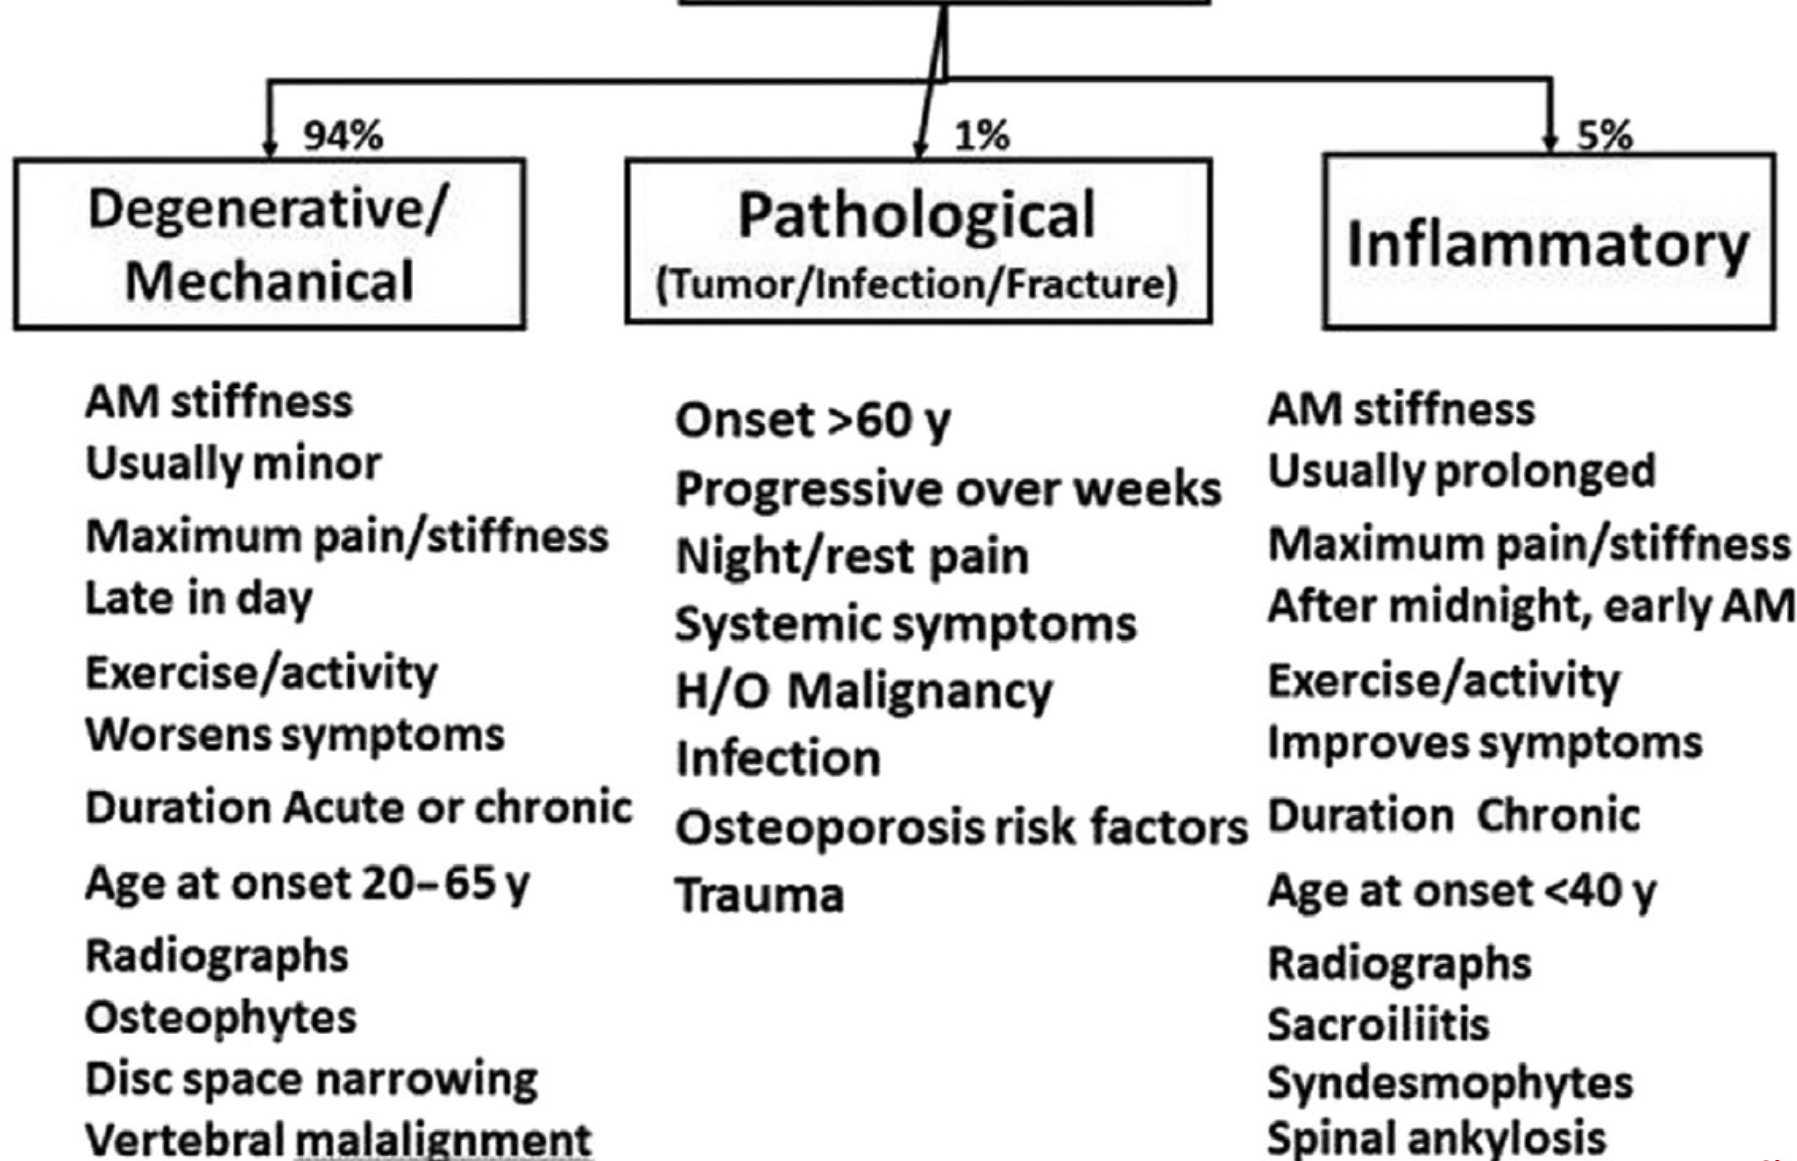 94%
Degenerative/
Mechanical
AM stiffness
Usually minor
Maximum pain/stiffness
Late in day
Exercise/activity
Worsens symptoms
Duration Acute or chronic
Age at onset 20–65 y
Radiographs
Osteophytes
Disc space narrowing
Vertebral malalignment
1%
Pathological
(Tumor/Infection/Fracture)
Onset >60 y
Progressive over weeks
Night/rest pain
Systemic symptoms
H/O Malignancy
Infection
Osteoporosis risk factors
Trauma
5%
Inflammatory
AM stiffness
Usually prolonged
Maximum pain/stiffness
After midnight, early AM
Exercise/activity
Improves symptoms
Duration Chronic
Age at onset <40 y
Radiographs
Sacroiliitis
Syndesmophytes
Spinal ankylosis